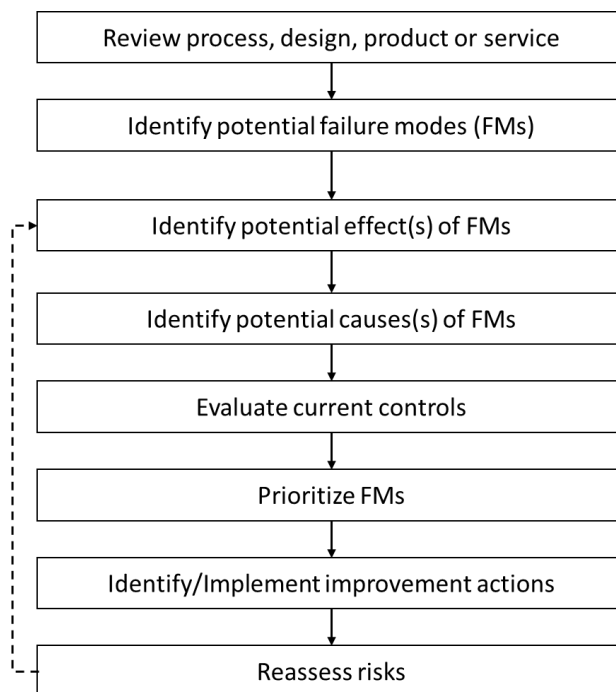 Review process, design, product or service
Identify potential failure modes (FMs)
Identify potential effect(s) of FMs
Identify potential causes(s) of FMs
Evaluate current controls
Prioritize FMs
Identify/Implement improvement actions
Reassess risks